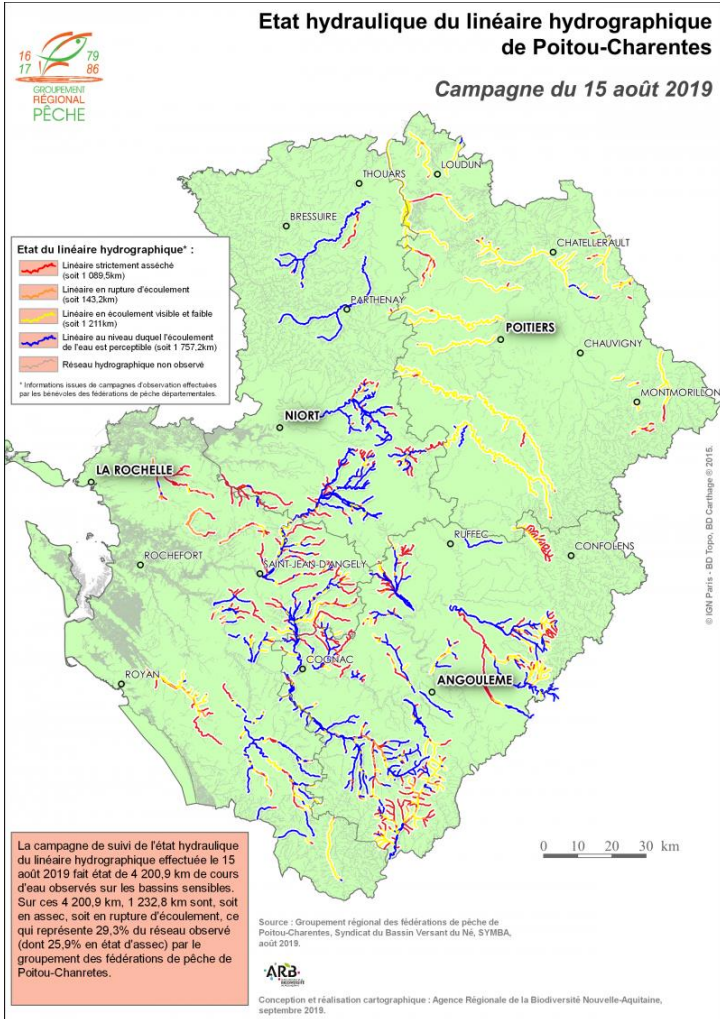 Etat hydraulique du linéaire hydrographique
de Poitou-Charentes
Campagne du 15 août 2019
16 79
17 86
GROUPEMENT
RÉGIONAL
PÊCHE
LOUDUN
THOUARS
BRESSUIRE
CHATELLERAULT
PARTHENAY
POITIERS
CHAUVIGNY
MONTMORILLON
NIORT
LA ROCHELLE
RUFFEC
CONFOLENS
ROCHEFORT
SAINT-JEAN-D'ANGELY
COGNAC
ROYAN
ANGOULEME
Etat du linéaire hydrographique* :
Linéaire strictement asséché
(soit 1 089,5km)
Linéaire en rupture d'écoulement
(soit 143,2km)
Linéaire en écoulement visible et faible
(soit 1 211km)
Linéaire au niveau duquel l'écoulement
de l'eau est perceptible (soit 1 757,2km)
Réseau hydrographique non observé
* Informations issues de campagnes d'observation effectuées
par les bénévoles des fédérations de pêche départementales.
© IGN Paris - BD Topo, BD Carthage ® 2015.
0 10 20 30 km
La campagne de suivi de l'état hydraulique
du linéaire hydrographique effectuée le 15
août 2019 fait état de 4 200,9 km de cours
d'eau observés sur les bassins sensibles.
Sur ces 4 200,9 km, 1 232,8 km sont, soit
en assec, soit en rupture d'écoulement, ce
qui représente 29,3% du réseau observé
(dont 25,9% en état d'assec) par le
groupement des fédérations de pêche de
Poitou-Chanretes.
Source : Groupement régional des fédérations de pêche de
Poitou-Charentes, Syndicat du Bassin Versant du Né, SYMBA,
août 2019.
ARB
Conception et réalisation cartographique : Agence Régionale de la Biodiversité Nouvelle-Aquitaine,
septembre 2019.